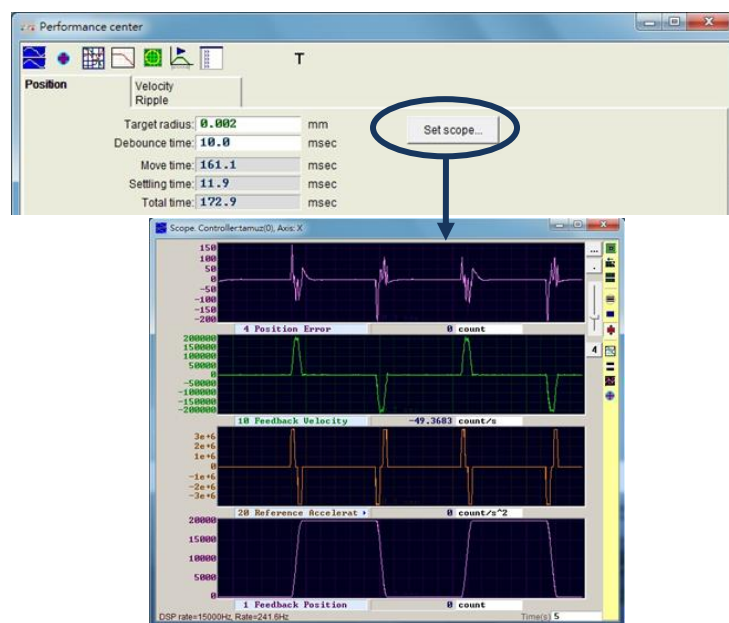 Performance center
T
Position
Velocity
Ripple
Target radius: 0.002 mm
Debounce time: 10.0 msec
Set scope...
Move time: 161.1 msec
Settling time: 11.9 msec
Total time: 172.9 msec
Scope. Controller:tamuz(0), Axis: X
150
100
50
0
-50
-100
-150
-200
4 Position Error 0 count
200000
150000
100000
50000
0
-50000
-100000
-150000
-200000
4
10 Feedback Velocity -49.3683 count/s
3e+6
2e+6
1e+6
0
-1e+6
-2e+6
-3e+6
20 Reference Accelerat 0 count/s^2
20000
15000
10000
5000
0
1 Feedback Position 0 count
DSP rate=15000Hz, Rate=241.6Hz Time(s) 5